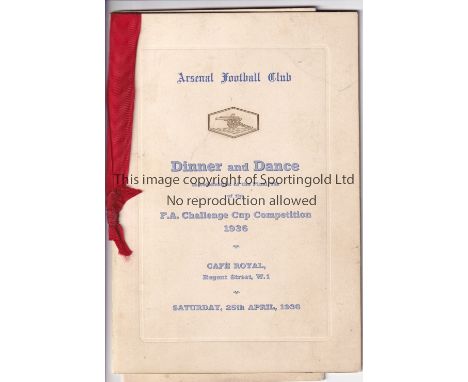 Arsenal Football Club
Dinner and Dance
This image copyright of Sportingold Ltd
No reproduction allowed
F.A. Challenge Cup Competition
1936
CAFÉ ROYAL,
Regent Street, W.1
SATURDAY, 25th APRIL, 1936